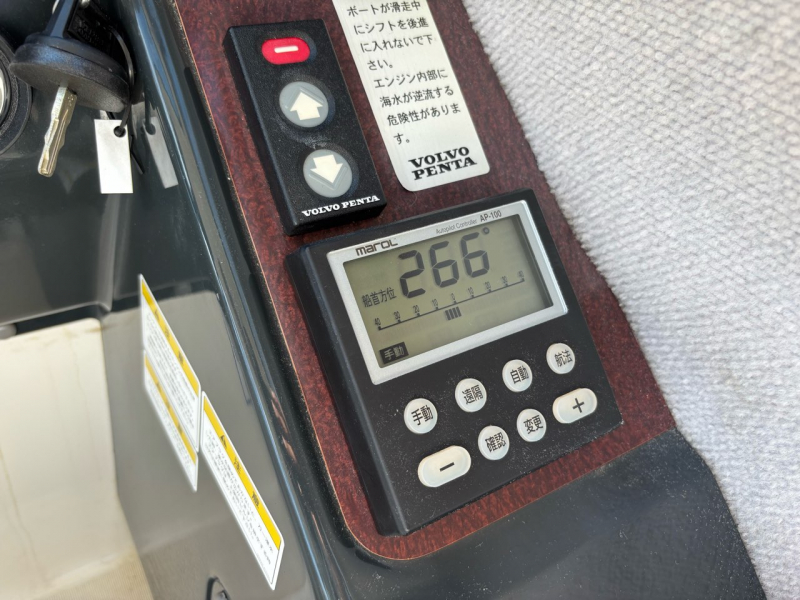 ボートが滑走中
にシフトを後進
に入れないで下
さい。
エンジン内部に
海水が逆流する
危険性がありま
す。
VOLVO
PENTA
VOLVO PENTA
marol
Autopilot Controller AP-100
266°
船首方位
手動
手動
遠隔
自動
航法
−
確認
変更
+